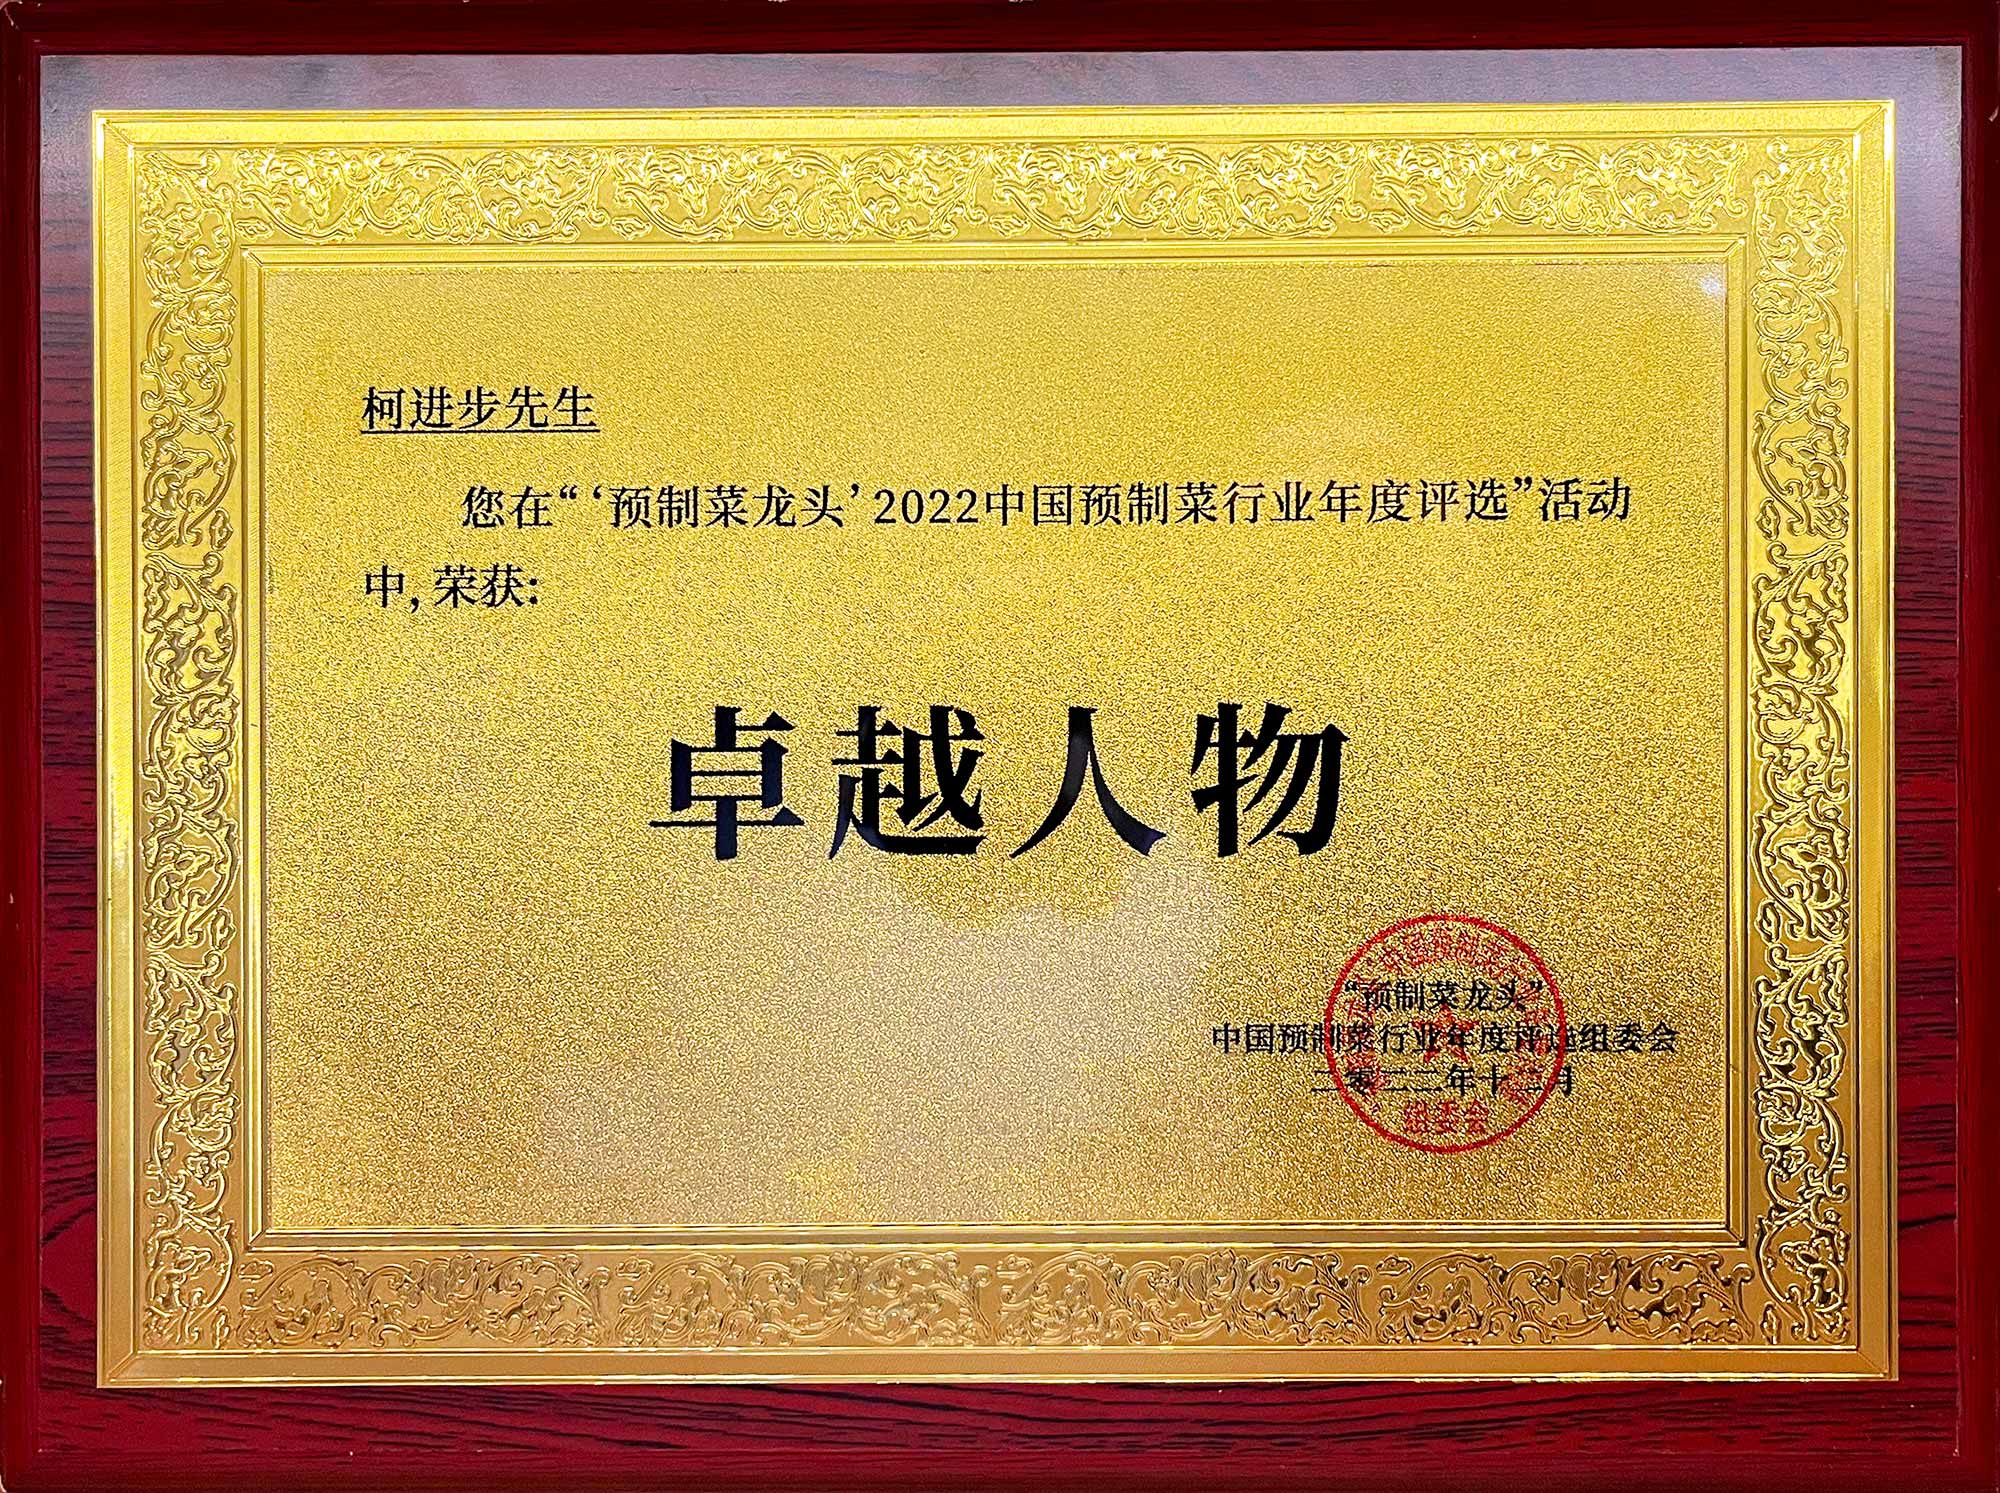 柯进步先生
您在“‘预制菜龙头’2022中国预制菜行业年度评选”活动
中,荣获:
卓越人物
“预制菜龙头”
中国预制菜行业年度评选组委会
二零二二年十二月
组委会